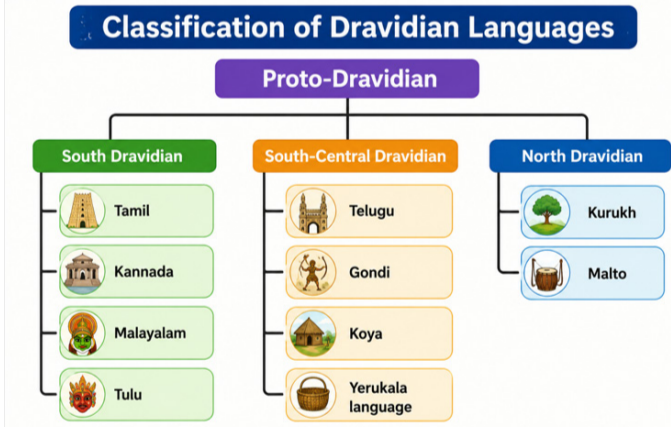 Classification of Dravidian Languages
Proto-Dravidian
South Dravidian
Tamil
Kannada
Malayalam
Tulu
South-Central Dravidian
Telugu
Gondi
Koya
Yerukala
language
North Dravidian
Kurukh
Malto